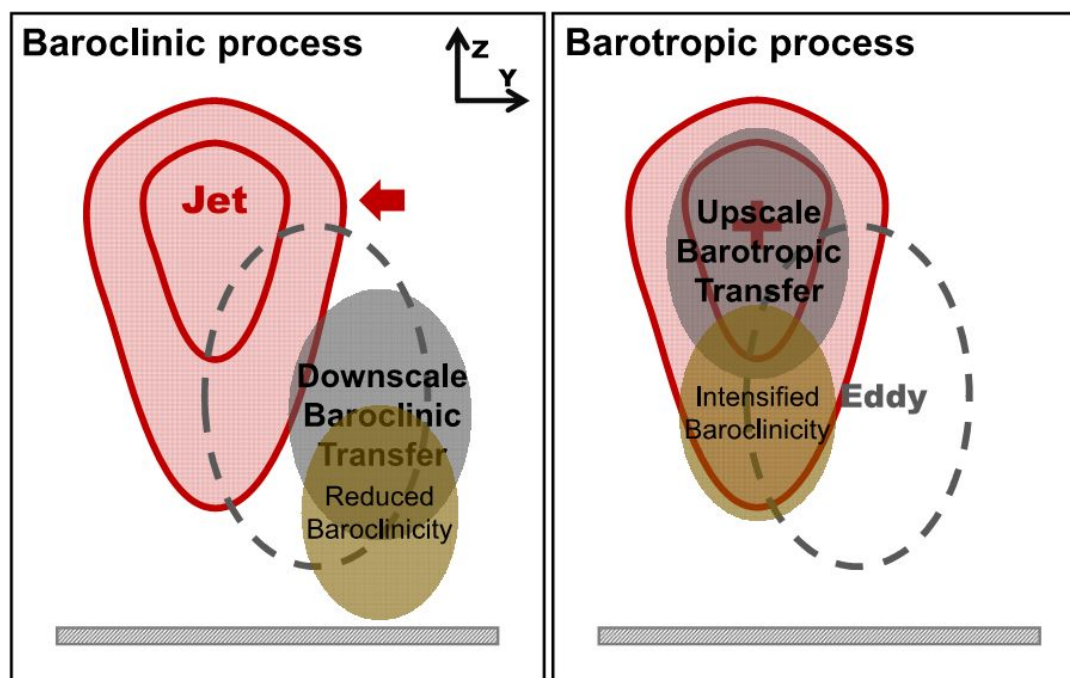 Baroclinic process
Z
Y
Jet
Downscale
Baroclinic
Transfer
Reduced
Baroclinicity
Barotropic process
Upscale
Barotropic
Transfer
Intensified
Baroclinicity
Eddy